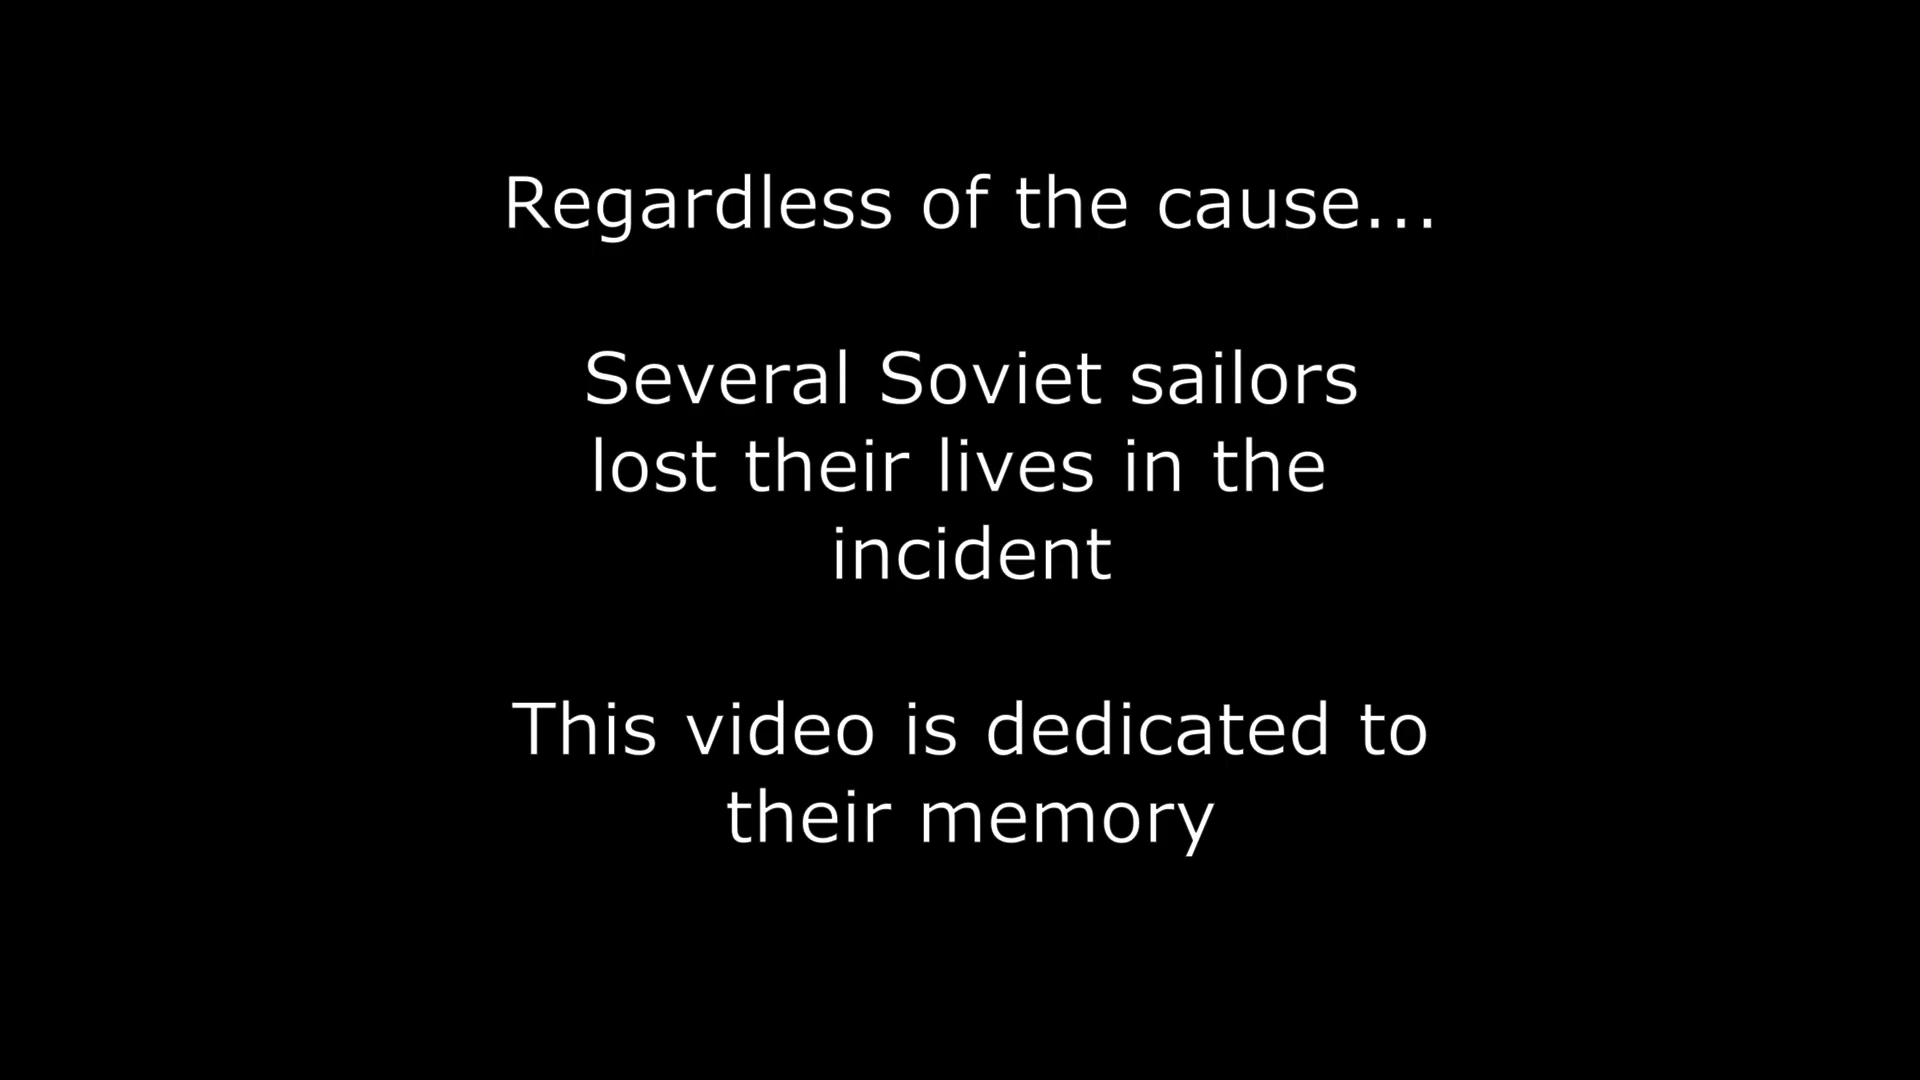 Regardless of the cause...
Several Soviet sailors
lost their lives in the
incident
This video is dedicated to
their memory